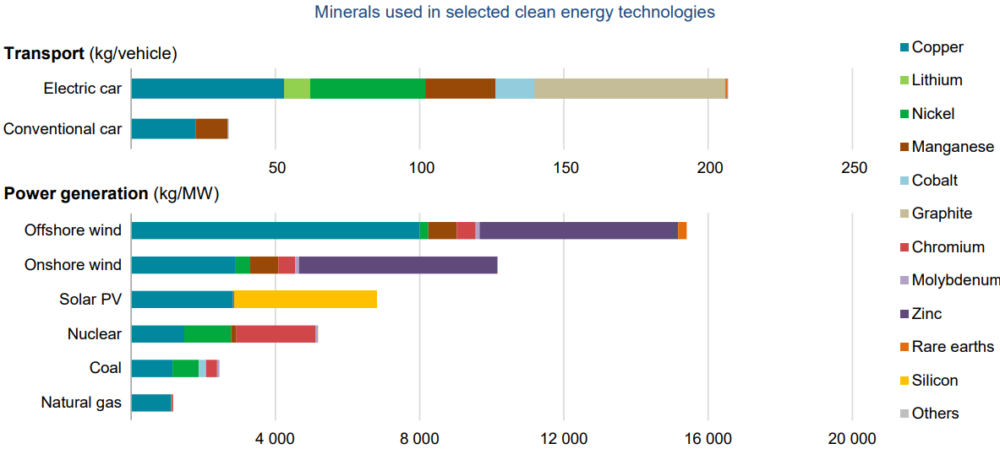 Minerals used in selected clean energy technologies
Transport (kg/vehicle)
Electric car
Conventional car
50 100 150 200 250
Power generation (kg/MW)
Offshore wind
Onshore wind
Solar PV
Nuclear
Coal
Natural gas
4 000 8 000 12 000 16 000 20 000
Copper
Lithium
Nickel
Manganese
Cobalt
Graphite
Chromium
Molybdenum
Zinc
Rare earths
Silicon
Others